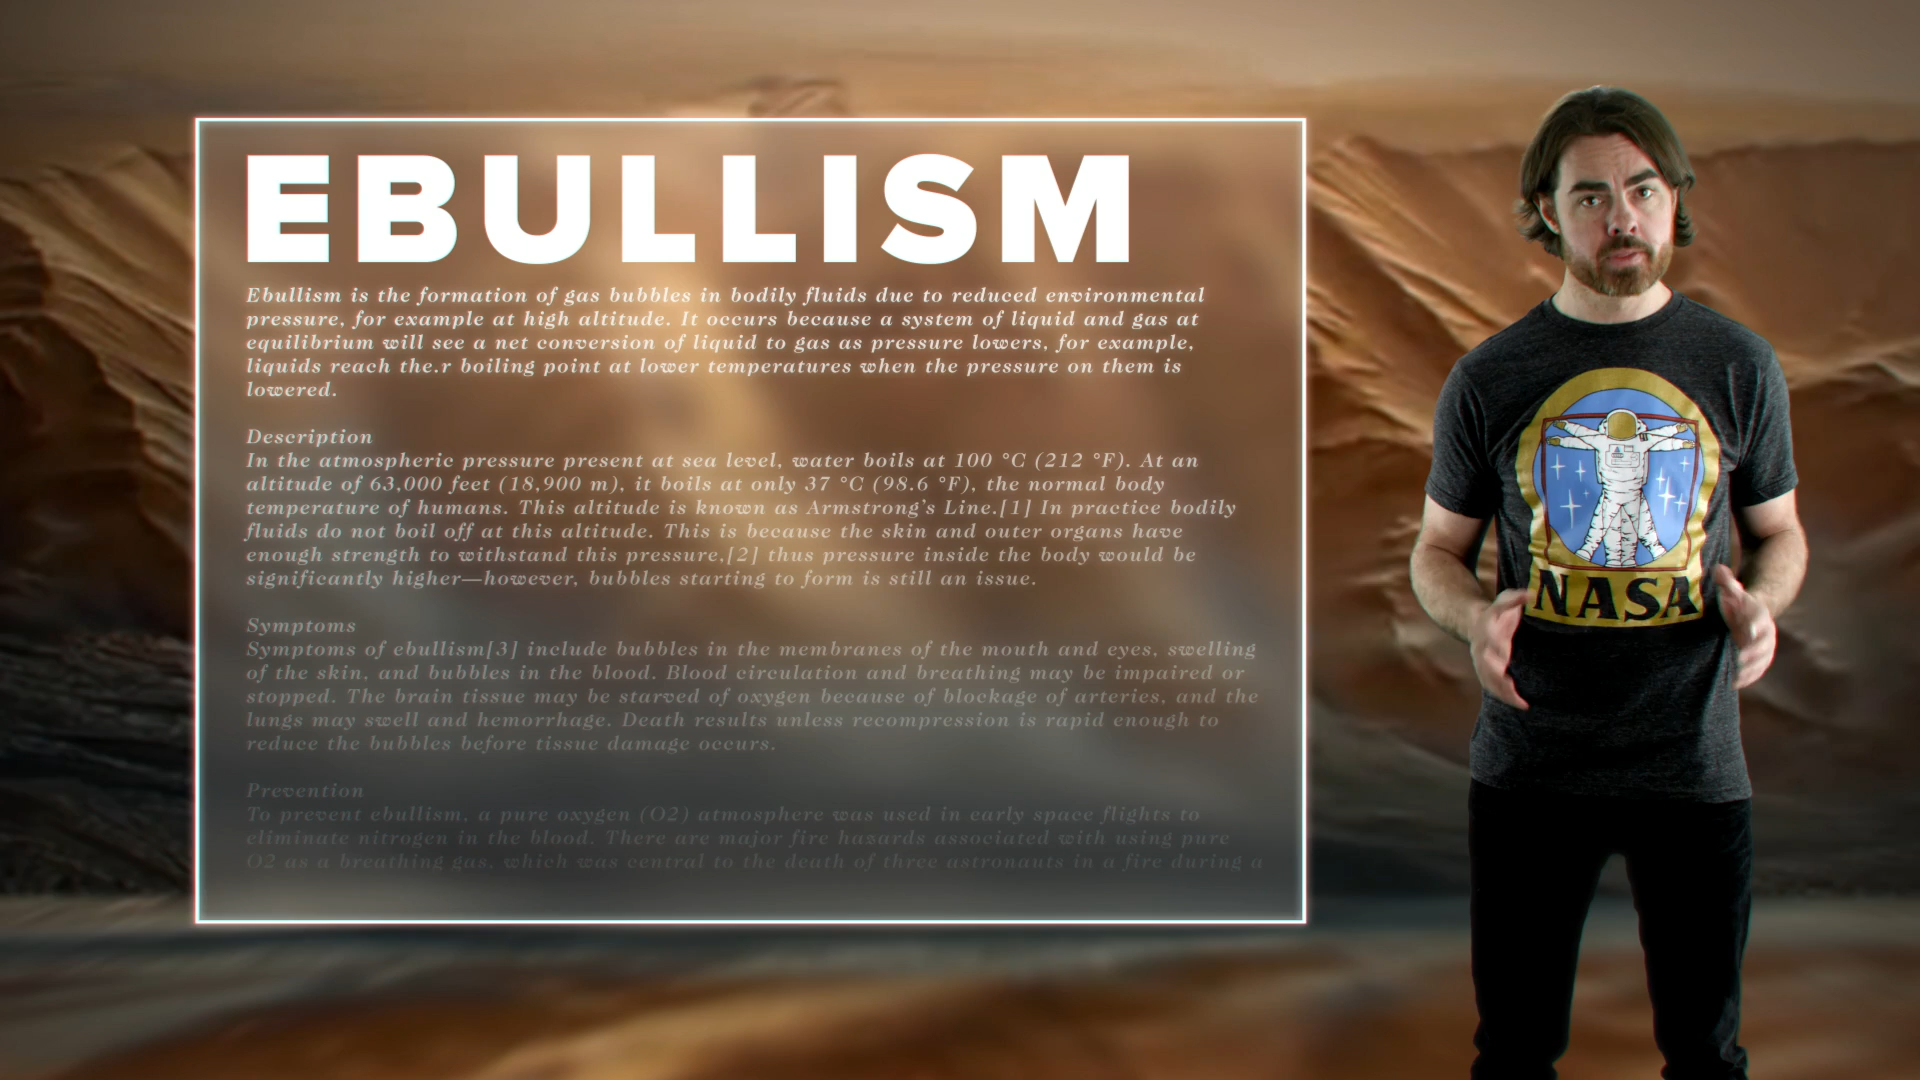 EBULLISM
Ebullism is the formation of gas bubbles in bodily fluids due to reduced environmental
pressure, for example at high altitude. It occurs because a system of liquid and gas at
equilibrium will see a net conversion of liquid to gas as pressure lowers, for example,
liquids reach the.r boiling point at lower temperatures when the pressure on them is
lowered.
Description
In the atmospheric pressure present at sea level, water boils at 100 °C (212 °F). At an
altitude of 63,000 feet (18,900 m), it boils at only 37 °C (98.6 °F), the normal body
temperature of humans. This altitude is known as Armstrong's Line.[1] In practice bodily
fluids do not boil off at this altitude. This is because the skin and outer organs have
enough strength to withstand this pressure,[2] thus pressure inside the body would be
significantly higher—however, bubbles starting to form is still an issue.
Symptoms
Symptoms of ebullism[3] include bubbles in the membranes of the mouth and eyes, swelling
of the skin, and bubbles in the blood. Blood circulation and breathing may be impaired or
stopped. The brain tissue may be starved of oxygen because of blockage of arteries, and the
lungs may swell and hemorrhage. Death results unless recompression is rapid enough to
reduce the bubbles before tissue damage occurs.
Prevention
To prevent ebullism, a pure oxygen (O2) atmosphere was used in early space flights to
eliminate nitrogen in the blood. There are major fire hazards associated with using pure
O2 as a breathing gas, which was central to the death of three astronauts in a fire during a
NASA